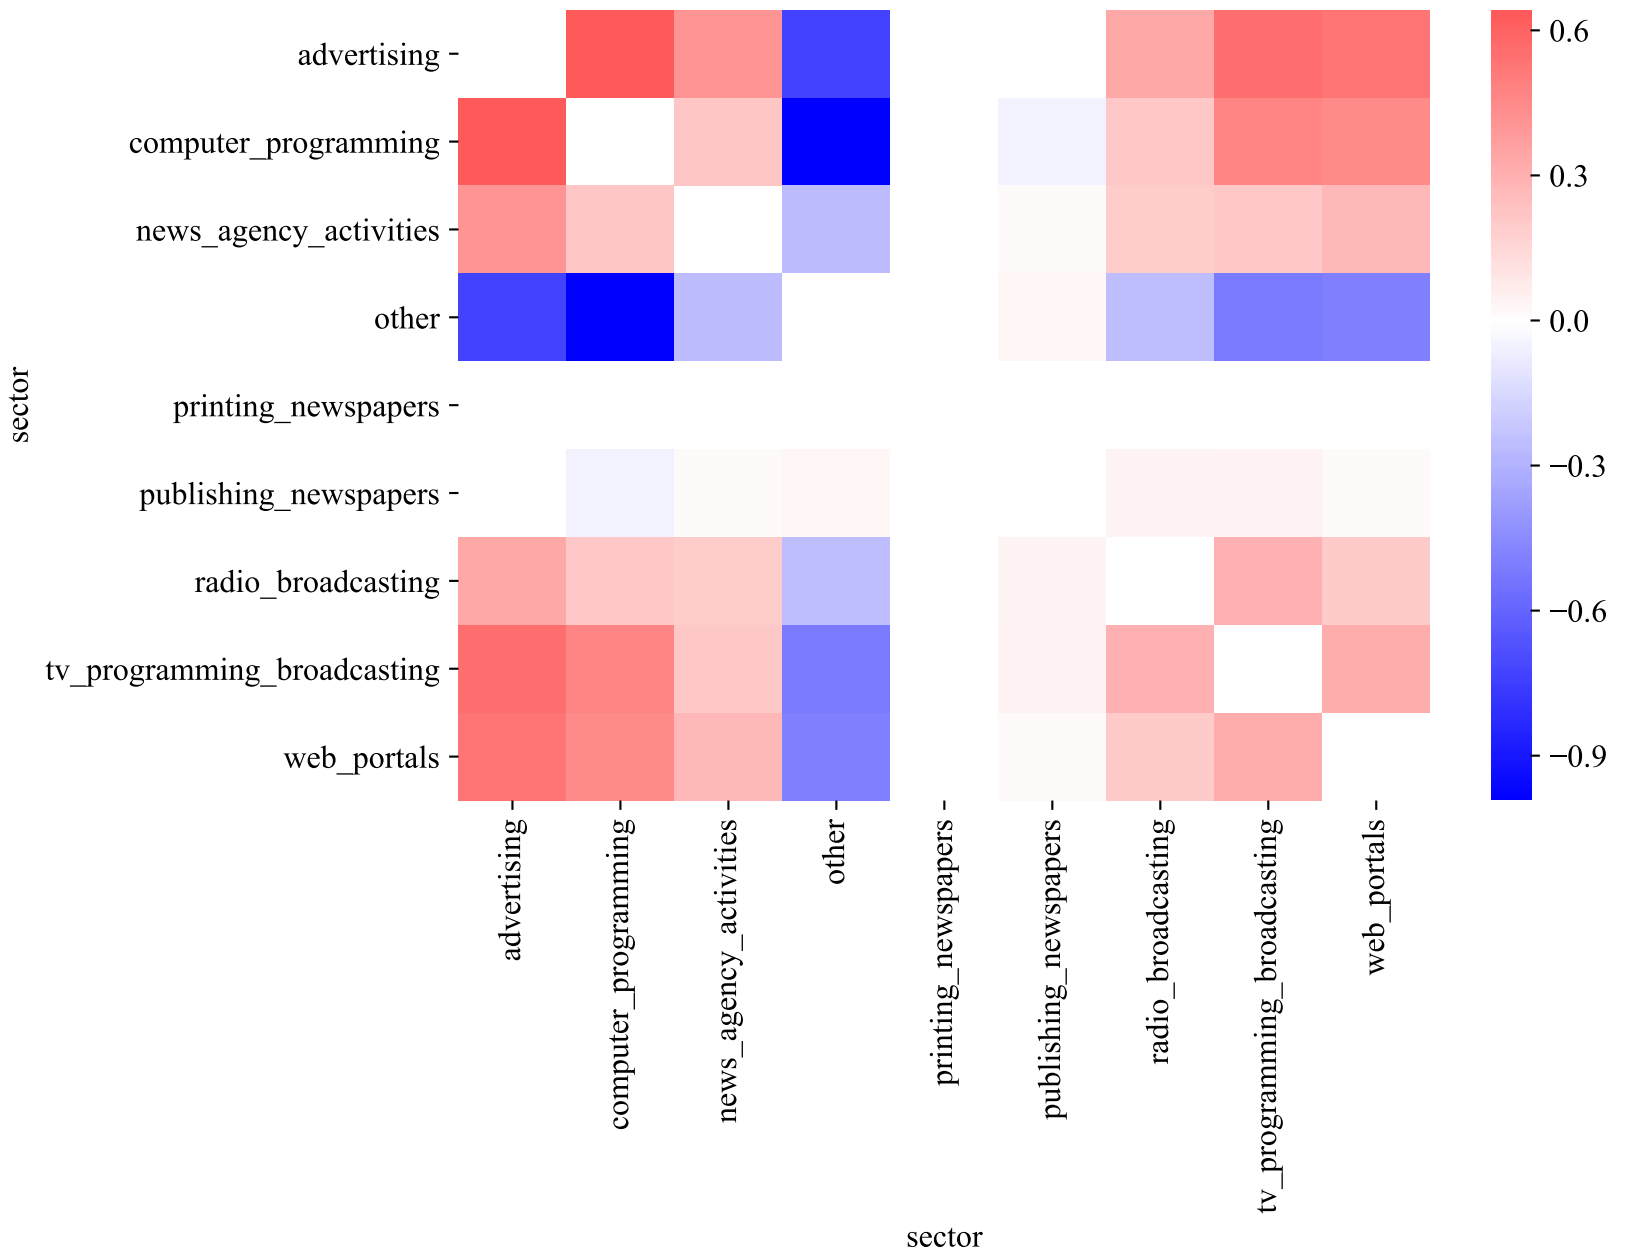 advertising
computer_programming
news_agency_activities
other
printing_newspapers
publishing_newspapers
radio_broadcasting
tv_programming_broadcasting
web_portals
sector
advertising
computer_programming
news_agency_activities
other
printing_newspapers
publishing_newspapers
radio_broadcasting
tv_programming_broadcasting
web_portals
sector
0.6
0.3
0.0
−0.3
−0.6
−0.9